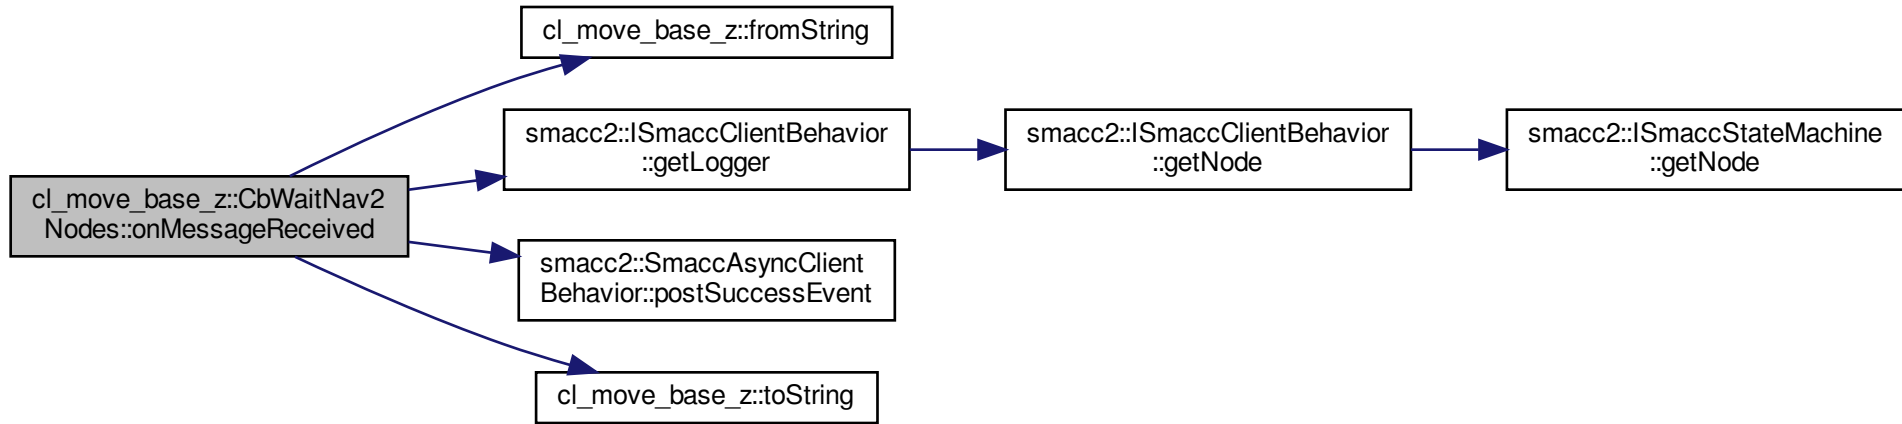 cl_move_base_z::fromString
smacc2::ISmaccClientBehavior
::getLogger
smacc2::ISmaccClientBehavior
::getNode
smacc2::ISmaccStateMachine
::getNode
cl_move_base_z::CbWaitNav2
Nodes::onMessageReceived
smacc2::SmaccAsyncClient
Behavior::postSuccessEvent
cl_move_base_z::toString